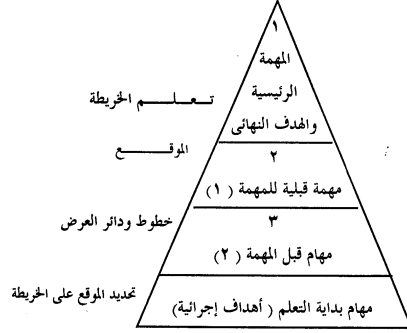 ١
المهمة
الرئيسية
تعلم الخريطة
والهدف النهائى
الموقع
٢
مهمة قبلية للمهمة (١)
٣
خطوط ودائر العرض
مهام قبل المهمة (٢)
تحديد الموقع على الخريطة
مهام بداية التعلم (أهداف إجرائية)